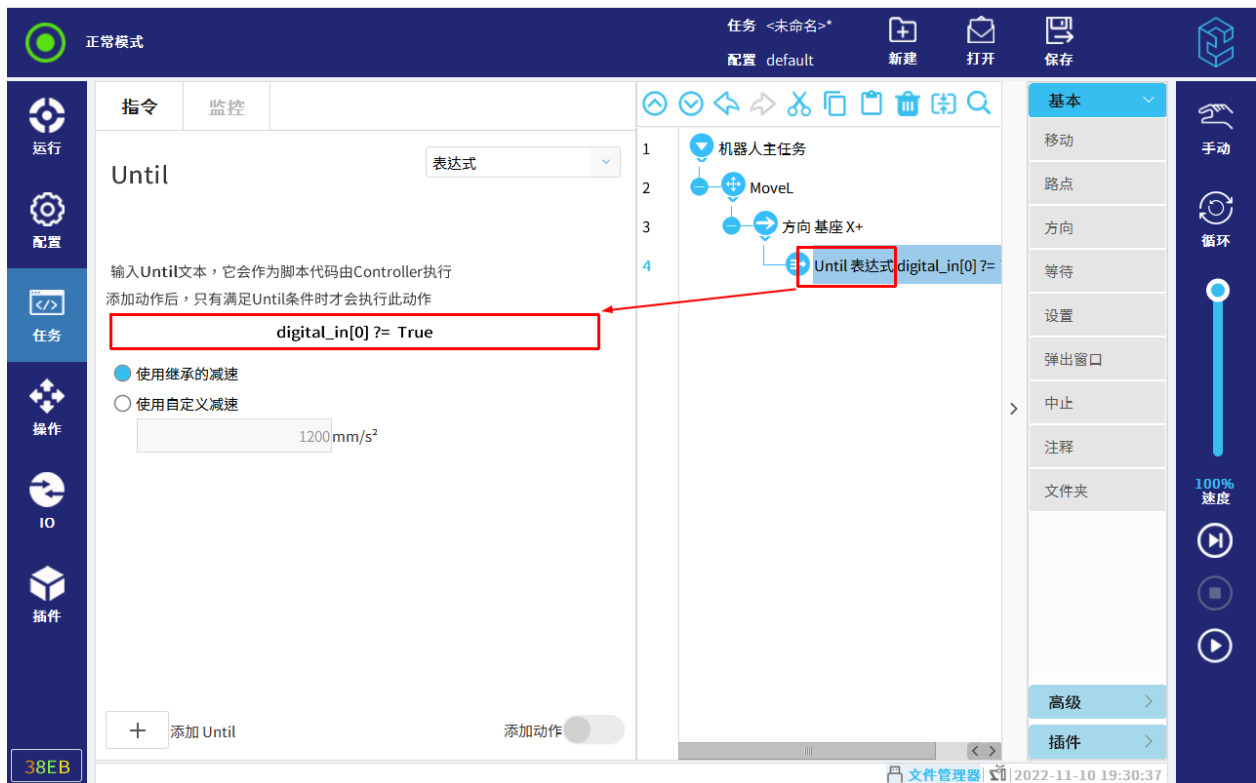 正常模式
任务 <未命名>*
配置 default
新建
打开
保存
运行
配置
任务
操作
IO
插件
38EB
指令
监控
Until
表达式
输入Until文本，它会作为脚本代码由Controller执行
添加动作后，只有满足Until条件时才会执行此动作
digital_in[0] ?= True
使用继承的减速
使用自定义减速
1200 mm/s²
+ 添加 Until
添加动作
1 机器人主任务
2 MoveL
3 方向 基座 X+
4 Until 表达式 digital_in[0] ?=
基本
移动
路点
方向
等待
设置
弹出窗口
中止
注释
文件夹
高级
插件
手动
循环
100%
速度
文件管理器
2022-11-10 19:30:37